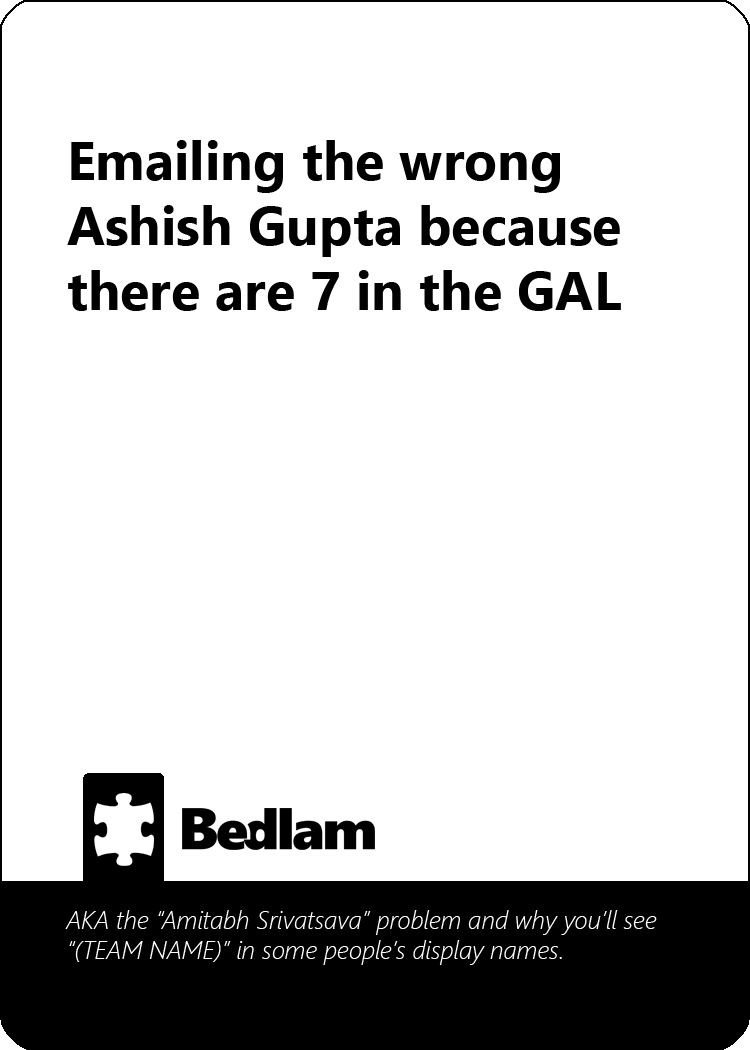 Emailing the wrong
Ashish Gupta because
there are 7 in the GAL
Bedlam
AKA the “Amitabh Srivatsava” problem and why you’ll see
“(TEAM NAME)” in some people’s display names.